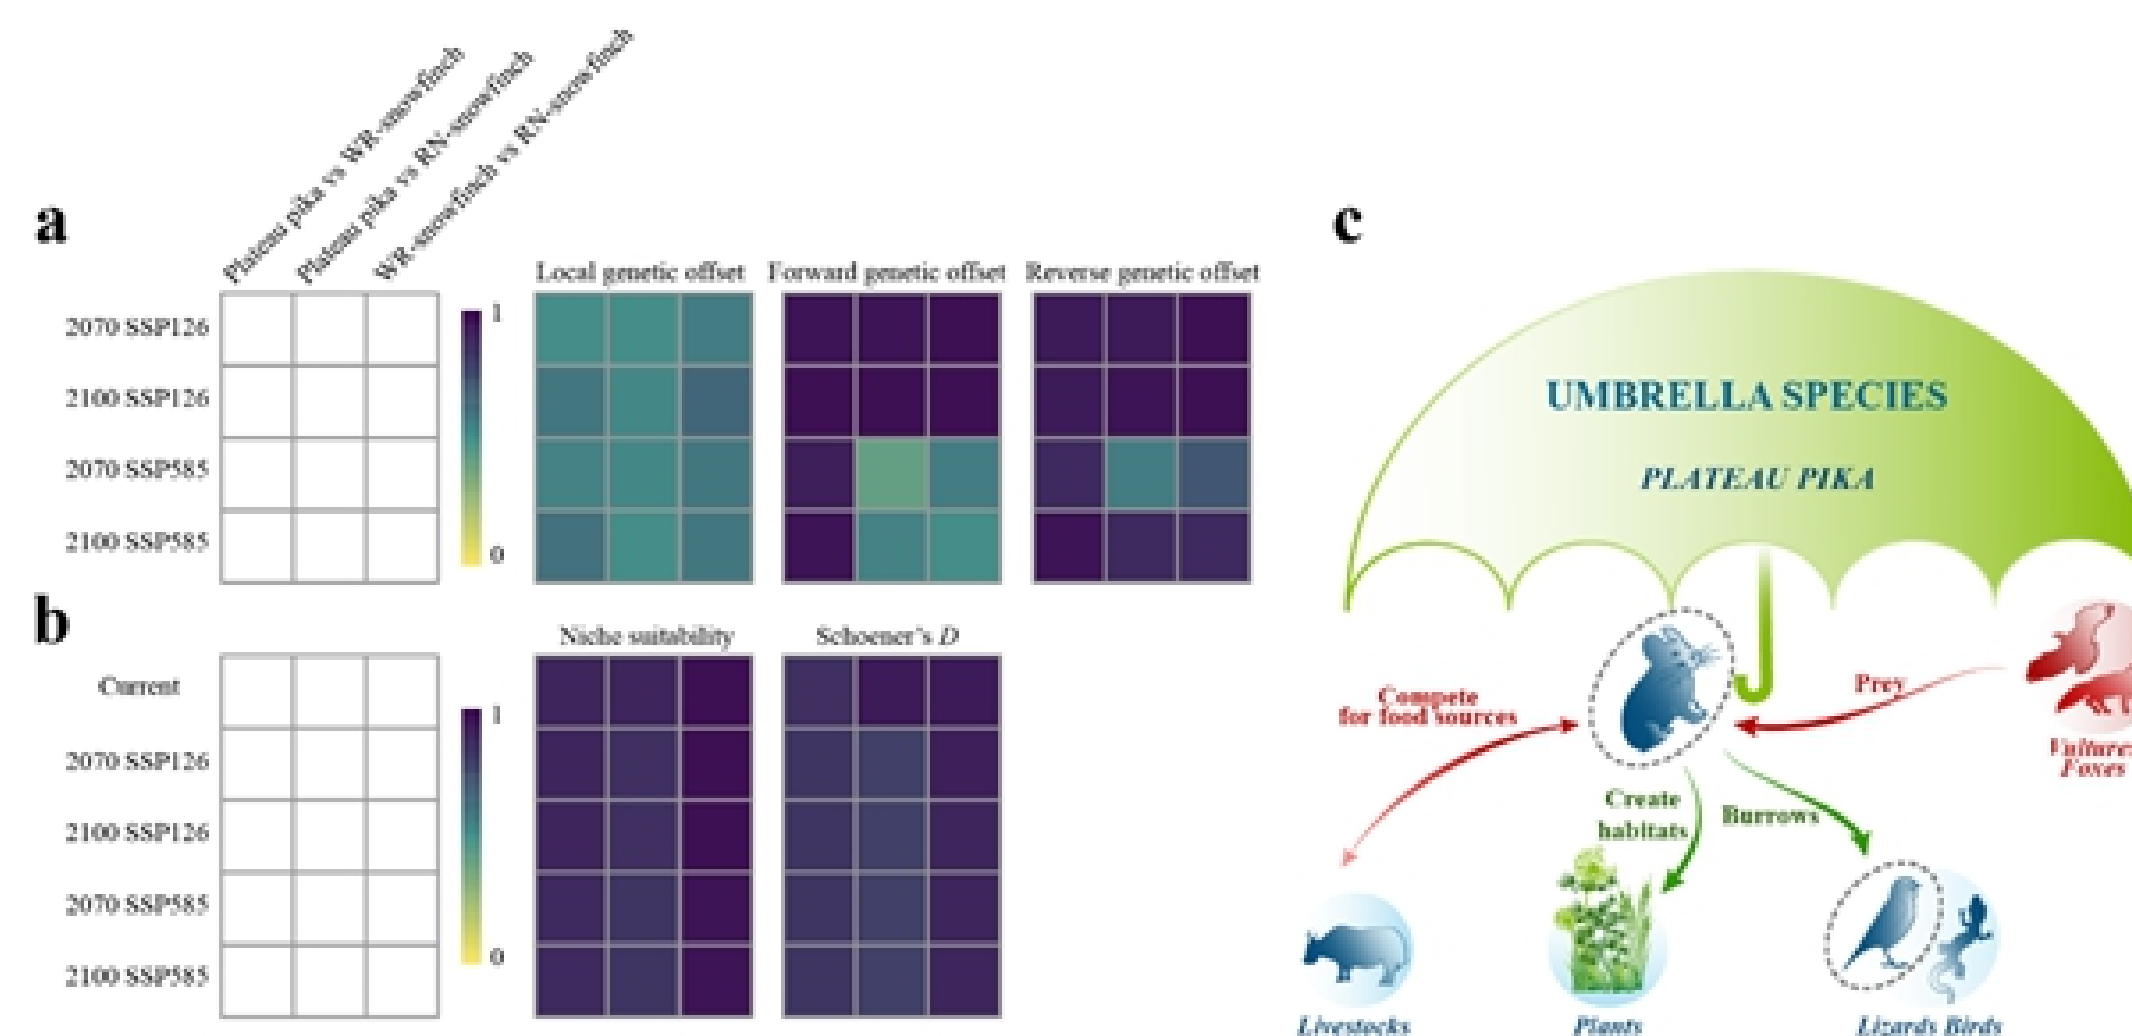 Plateau pika vs WR-snowfinch
Plateau pika vs RN-snowfinch
WR-snowfinch vs RN-snowfinch
a
Local genetic offset
Forward genetic offset
Reverse genetic offset
2070 SSP126
2100 SSP126
2070 SSP585
2100 SSP585
1
0
b
Niche suitability
Schoener's D
Current
2070 SSP126
2100 SSP126
2070 SSP585
2100 SSP585
1
0
c
UMBRELLA SPECIES
PLATEAU PIKA
Compete
for food sources
Prey
Vultures
Foxes
Create
habitats
Burrows
Livestocks
Plants
Lizards Birds